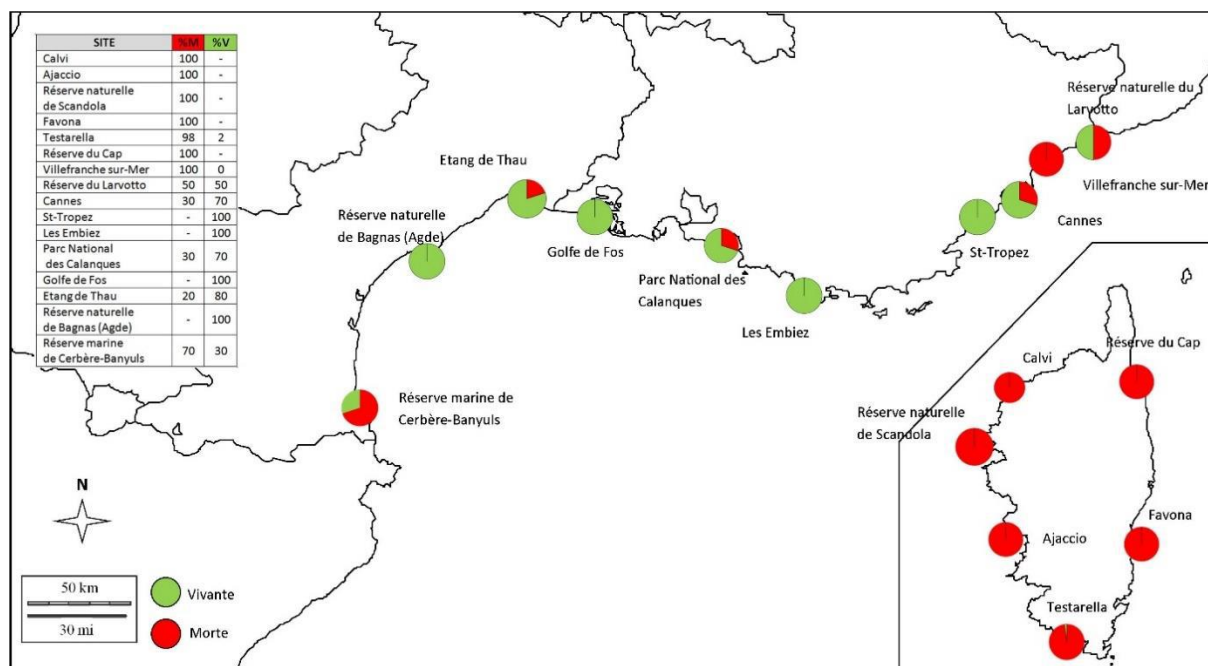 SITE %M %V
Calvi 100 -
Ajaccio 100 -
Réserve naturelle
de Scandola 100 -
Favona 100 -
Testarella 98 2
Réserve du Cap 100 -
Villefranche sur-Mer 100 0
Réserve du Larvotto 50 50
Cannes 30 70
St-Tropez - 100
Les Embiez - 100
Parc National
des Calanques 30 70
Golfe de Fos - 100
Etang de Thau 20 80
Réserve naturelle
de Bagnas (Agde) - 100
Réserve marine
de Cerbère-Banyuls 70 30
Réserve naturelle du
Larvotto
Villefranche sur-Mer
Cannes
St-Tropez
Etang de Thau
Réserve naturelle
de Bagnas (Agde)
Golfe de Fos
Parc National des
Calanques
Les Embiez
Réserve marine de
Cerbère-Banyuls
Calvi
Réserve du Cap
Réserve naturelle
de Scandola
Ajaccio
Favona
Testarella
N
50 km
30 mi
Vivante
Morte